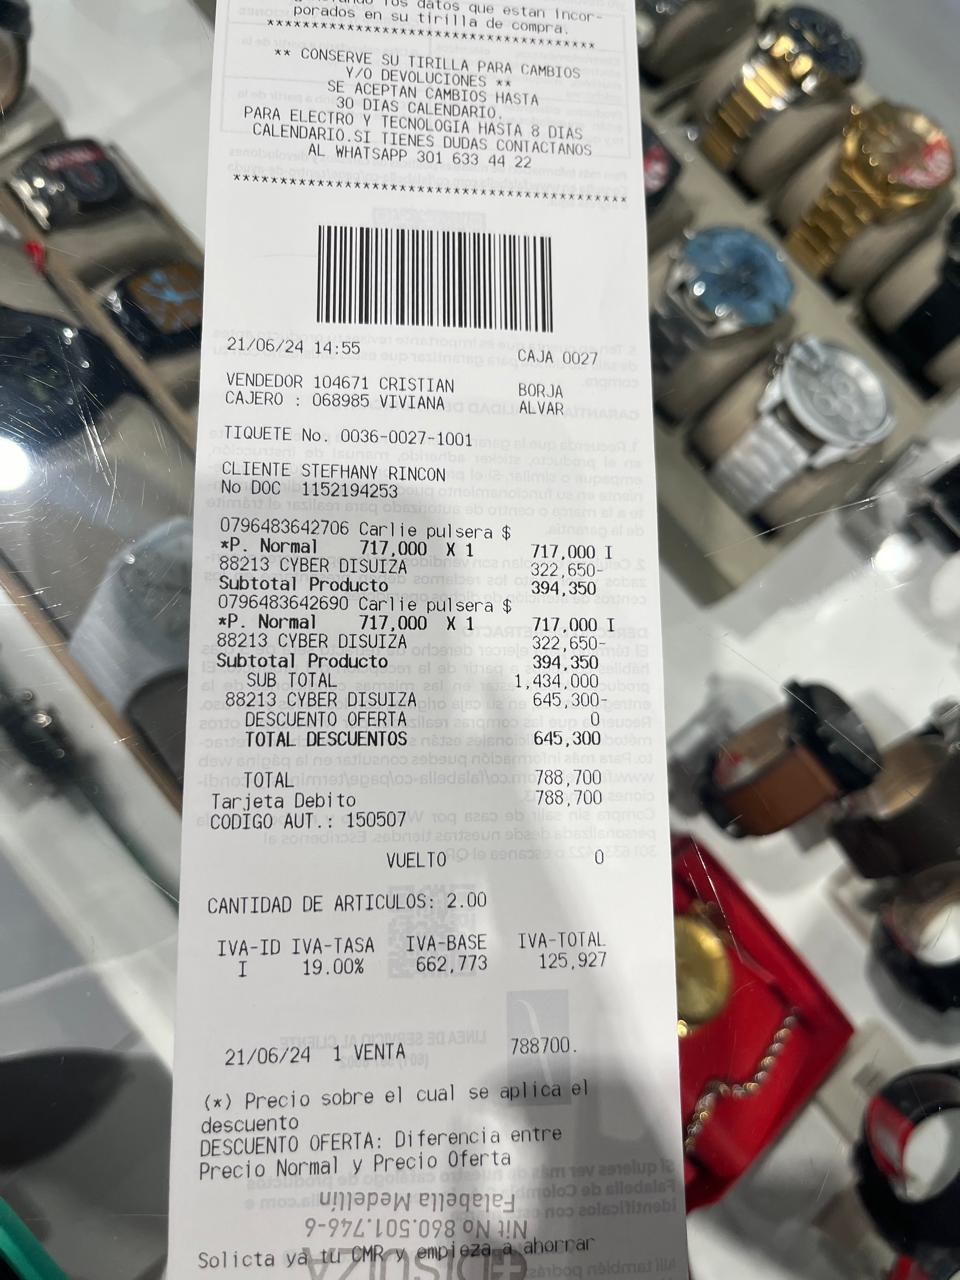 los datos que estan incor-
porados en su tirilla de compra.
****************************************
** CONSERVE SU TIRILLA PARA CAMBIOS
Y/O DEVOLUCIONES **
SE ACEPTAN CAMBIOS HASTA
30 DIAS CALENDARIO.
PARA ELECTRO Y TECNOLOGIA HASTA 8 DIAS
CALENDARIO.SI TIENES DUDAS CONTACTANOS
AL WHATSAPP 301 633 44 22
****************************************
21/06/24 14:55 CAJA 0027
VENDEDOR 104671 CRISTIAN BORJA
CAJERO : 068985 VIVIANA ALVAR
TIQUETE No. 0036-0027-1001
CLIENTE STEFHANY RINCON
No DOC 1152194253
0796483642706 Carlie pulsera $
*P. Normal 717,000 X 1 717,000 I
88213 CYBER DISUIZA 322,650-
Subtotal Producto 394,350
0796483642690 Carlie pulsera $
*P. Normal 717,000 X 1 717,000 I
88213 CYBER DISUIZA 322,650-
Subtotal Producto 394,350
SUB TOTAL 1,434,000
88213 CYBER DISUIZA 645,300-
DESCUENTO OFERTA 0
TOTAL DESCUENTOS 645,300
TOTAL 788,700
Tarjeta Debito 788,700
CODIGO AUT.: 150507
VUELTO 0
CANTIDAD DE ARTICULOS: 2.00
IVA-ID IVA-TASA IVA-BASE IVA-TOTAL
I 19.00% 662,773 125,927
21/06/24 1 VENTA 788700.
(*) Precio sobre el cual se aplica el
descuento
DESCUENTO OFERTA: Diferencia entre
Precio Normal y Precio Oferta
Falabella Medellin
Nit No 860.501.746-6
Solicta ya tu CMR y empieza a ahorrar
DISUIZA